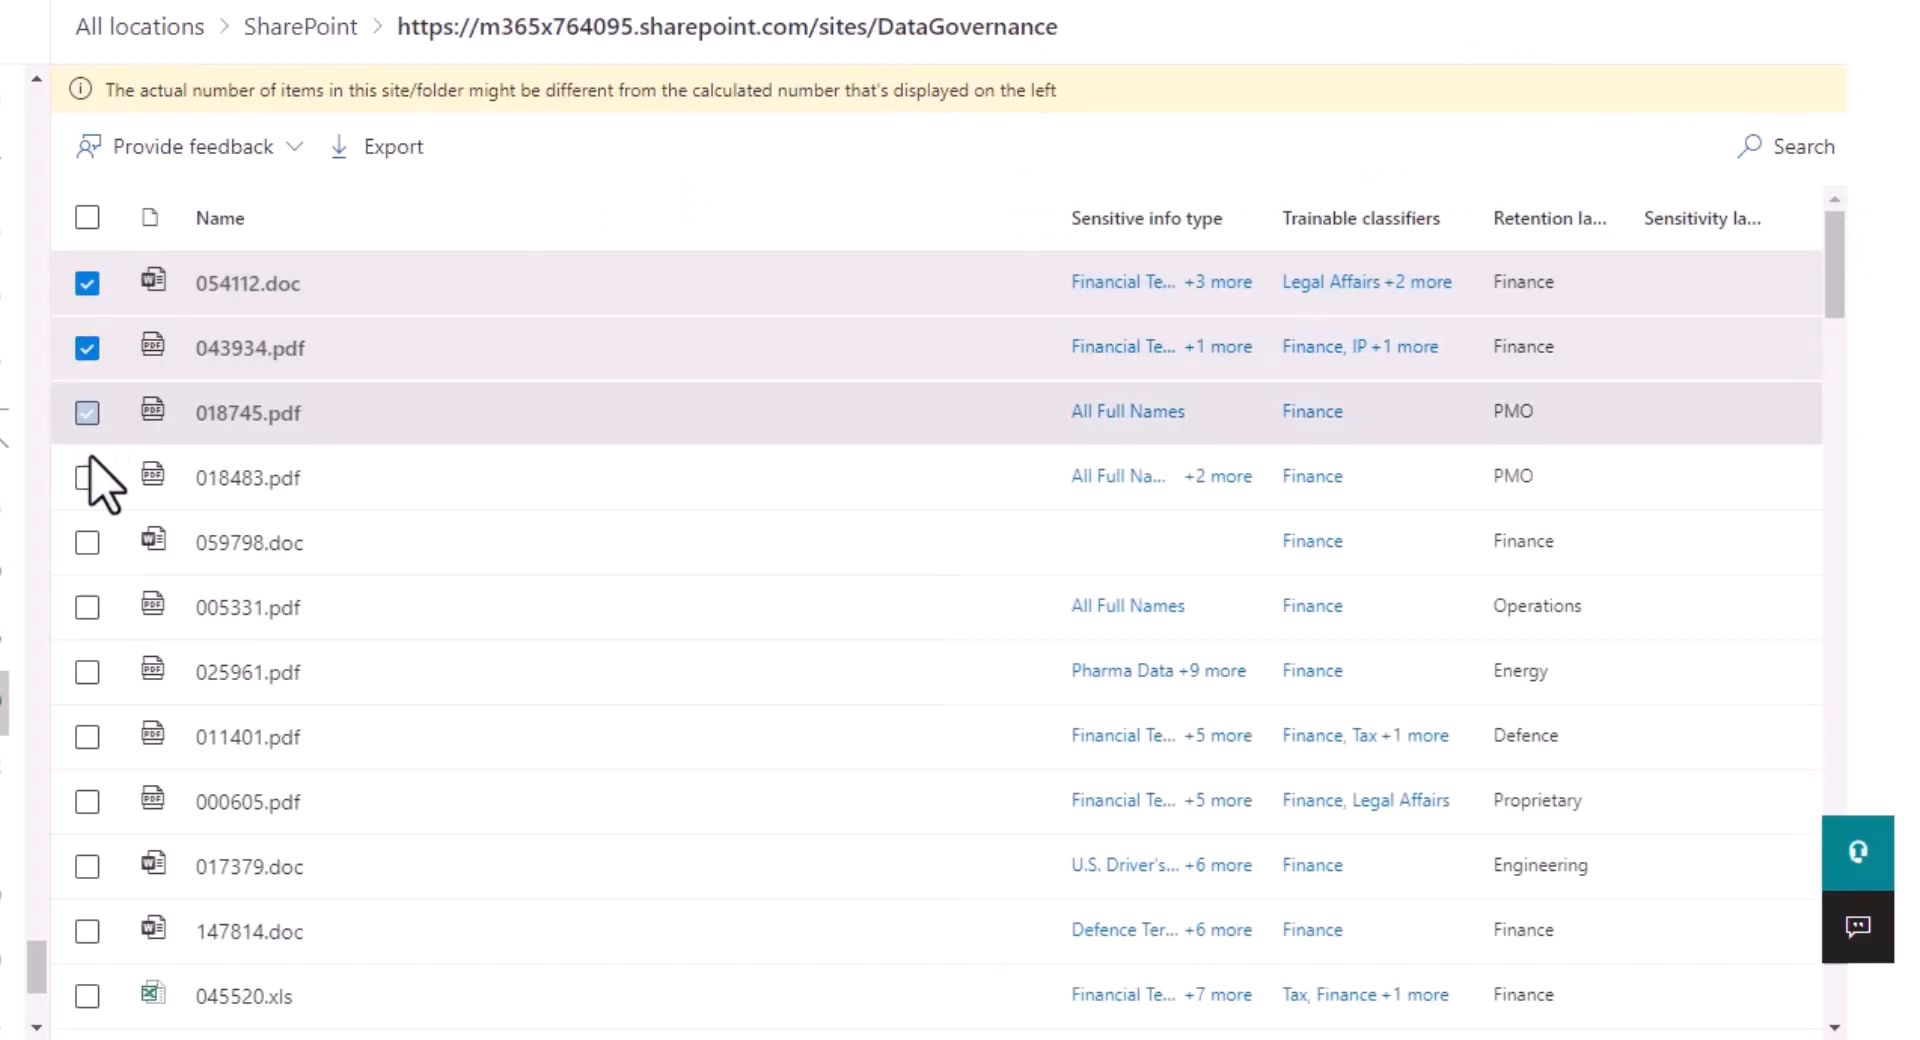 All locations > SharePoint > https://m365x764095.sharepoint.com/sites/DataGovernance
The actual number of items in this site/folder might be different from the calculated number that's displayed on the left
Provide feedback Export Search
Name Sensitive info type Trainable classifiers Retention la... Sensitivity la...
054112.doc Financial Te... +3 more Legal Affairs +2 more Finance
043934.pdf Financial Te... +1 more Finance, IP +1 more Finance
018745.pdf All Full Names Finance PMO
018483.pdf All Full Na... +2 more Finance PMO
059798.doc Finance Finance
005331.pdf All Full Names Finance Operations
025961.pdf Pharma Data +9 more Finance Energy
011401.pdf Financial Te... +5 more Finance, Tax +1 more Defence
000605.pdf Financial Te... +5 more Finance, Legal Affairs Proprietary
017379.doc U.S. Driver's... +6 more Finance Engineering
147814.doc Defence Ter... +6 more Finance Finance
045520.xls Financial Te... +7 more Tax, Finance +1 more Finance